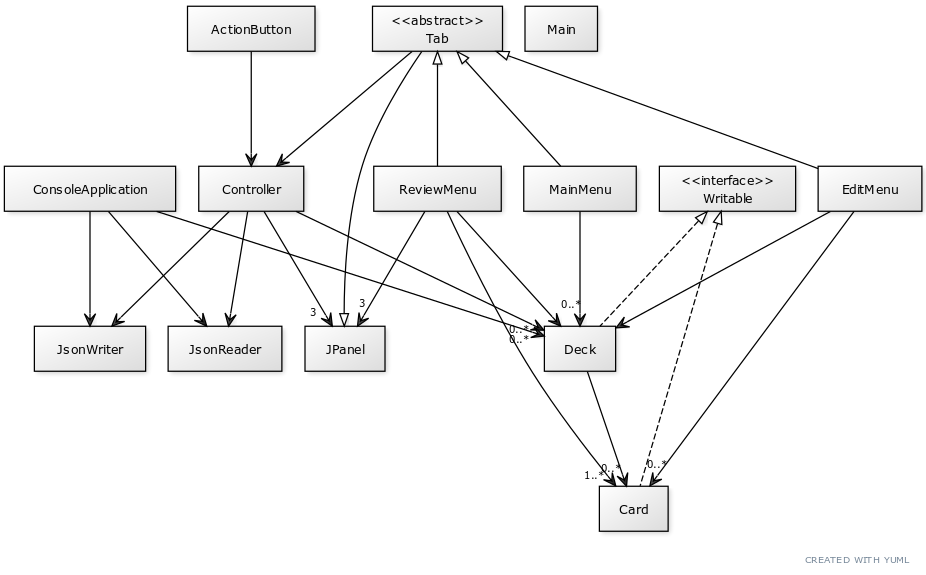 ActionButton
<<abstract>>
Tab
Main
ConsoleApplication
Controller
ReviewMenu
MainMenu
<<interface>>
Writable
EditMenu
3
3
0..*
0..*
0..*
JsonWriter
JsonReader
JPanel
Deck
1..*
0..*
0..*
Card
CREATED WITH YUML